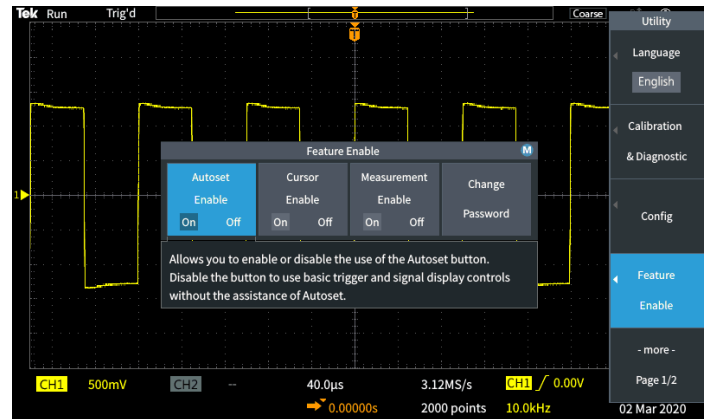 Tek Run Trig'd Coarse
T
Utility
Language
English
Calibration
& Diagnostic
Config
Feature
Enable
- more -
Page 1/2
Feature Enable M
Autoset
Enable
On Off
Cursor
Enable
On Off
Measurement
Enable
On Off
Change
Password
Allows you to enable or disable the use of the Autoset button.
Disable the button to use basic trigger and signal display controls
without the assistance of Autoset.
1
CH1 500mV CH2 -- 40.0µs 3.12MS/s CH1 0.00V
0.00000s 2000 points 10.0kHz 02 Mar 2020